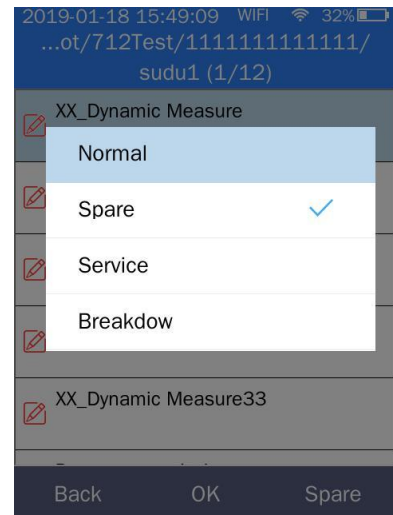 2019-01-18 15:49:09 WIFI 32%
...ot/712Test/1111111111111/
sudu1 (1/12)
XX_Dynamic Measure
Normal
Spare
Service
Breakdow
XX_Dynamic Measure33
Back OK Spare